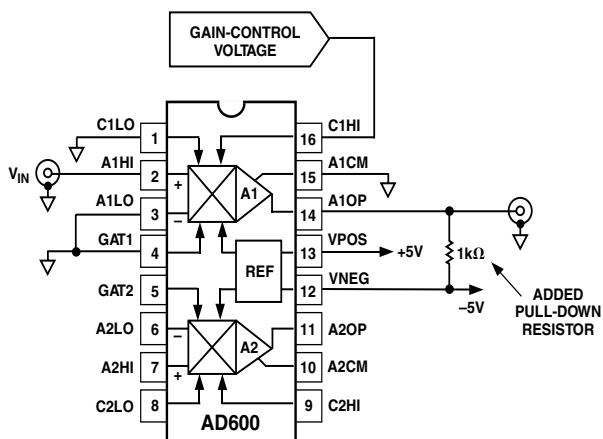 GAIN-CONTROL
VOLTAGE
C1LO
1
C1HI
16
VIN
A1HI
2
+
A1
A1CM
15
A1LO
3
–
A1OP
14
GAT1
4
REF
VPOS
13
+5V
1kΩ
GAT2
5
VNEG
12
–5V
ADDED
PULL-DOWN
RESISTOR
A2LO
6
–
A2
A2OP
11
A2HI
7
+
A2CM
10
C2LO
8
C2HI
9
AD600